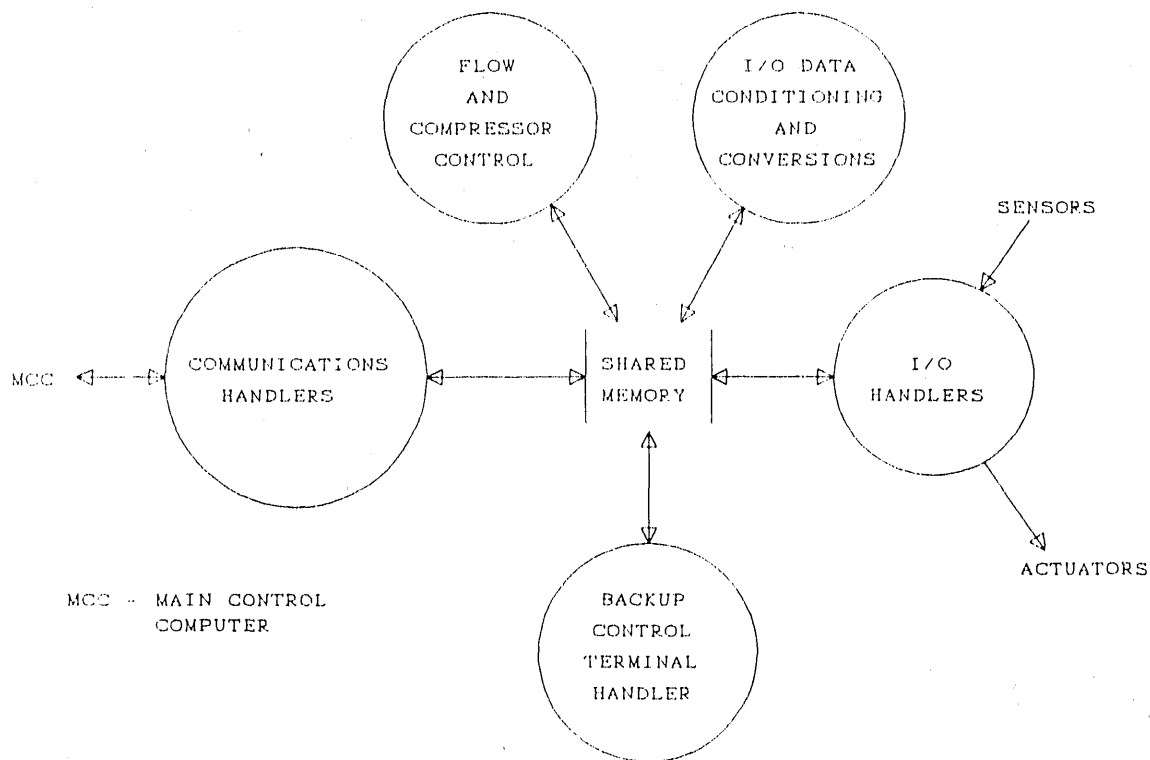 FLOW
AND
COMPRESSOR
CONTROL
I/O DATA
CONDITIONING
AND
CONVERSIONS
SENSORS
MCC
COMMUNICATIONS
HANDLERS
SHARED
MEMORY
I/O
HANDLERS
ACTUATORS
MCC - MAIN CONTROL
COMPUTER
BACKUP
CONTROL
TERMINAL
HANDLER